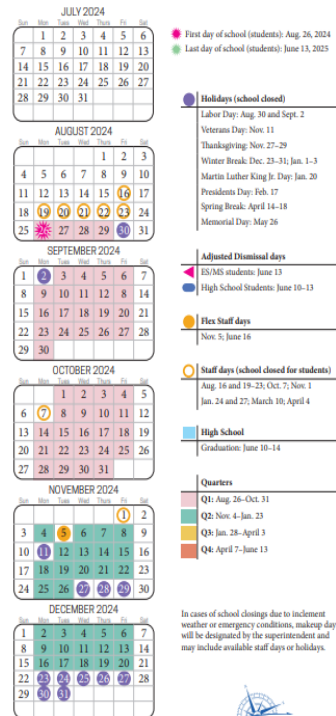 JULY 2024
Sun Mon Tues Wed Thurs Fri Sat
1 2 3 4 5 6
7 8 9 10 11 12 13
14 15 16 17 18 19 20
21 22 23 24 25 26 27
28 29 30 31
AUGUST 2024
Sun Mon Tues Wed Thurs Fri Sat
1 2 3
4 5 6 7 8 9 10
11 12 13 14 15 16 17
18 19 20 21 22 23 24
25 26 27 28 29 30 31
SEPTEMBER 2024
Sun Mon Tues Wed Thurs Fri Sat
1 2 3 4 5 6 7
8 9 10 11 12 13 14
15 16 17 18 19 20 21
22 23 24 25 26 27 28
29 30
OCTOBER 2024
Sun Mon Tues Wed Thurs Fri Sat
1 2 3 4 5
6 7 8 9 10 11 12
13 14 15 16 17 18 19
20 21 22 23 24 25 26
27 28 29 30 31
NOVEMBER 2024
Sun Mon Tues Wed Thurs Fri Sat
1 2
3 4 5 6 7 8 9
10 11 12 13 14 15 16
17 18 19 20 21 22 23
24 25 26 27 28 29 30
DECEMBER 2024
Sun Mon Tues Wed Thurs Fri Sat
1 2 3 4 5 6 7
8 9 10 11 12 13 14
15 16 17 18 19 20 21
22 23 24 25 26 27 28
29 30 31
First day of school (students): Aug. 26, 2024
Last day of school (students): June 13, 2025
Holidays (school closed)
Labor Day: Aug. 30 and Sept. 2
Veterans Day: Nov. 11
Thanksgiving: Nov. 27–29
Winter Break: Dec. 23–31; Jan. 1–3
Martin Luther King Jr. Day: Jan. 20
Presidents Day: Feb. 17
Spring Break: April 14–18
Memorial Day: May 26
Adjusted Dismissal days
ES/MS students: June 13
High School Students: June 10–13
Flex Staff days
Nov. 5; June 16
Staff days (school closed for students)
Aug. 16 and 19–23; Oct. 7; Nov. 1
Jan. 24 and 27; March 10; April 4
High School
Graduation: June 10–14
Quarters
Q1: Aug. 26–Oct. 31
Q2: Nov. 4–Jan. 23
Q3: Jan. 28–April 3
Q4: April 7–June 13
In cases of school closings due to inclement
weather or emergency conditions, makeup day
will be designated by the superintendent and
may include available staff days or holidays.